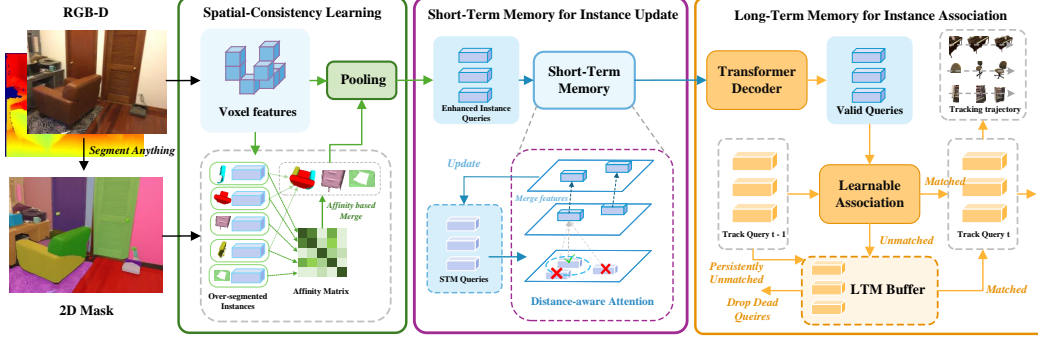 RGB-D
Segment Anything
2D Mask
Spatial-Consistency Learning
Voxel features
Pooling
Over-segmented
Instances
Affinity based
Merge
Affinity Matrix
Short-Term Memory for Instance Update
Enhanced Instance
Queries
Short-Term
Memory
Update
Merge features
STM Queries
Distance-aware Attention
Long-Term Memory for Instance Association
Transformer
Decoder
Valid Queries
Tracking trajectory
Track Query t - 1
Learnable
Association
Matched
Track Query t
Unmatched
Persistently
Unmatched
LTM Buffer
Matched
Drop Dead
Queires